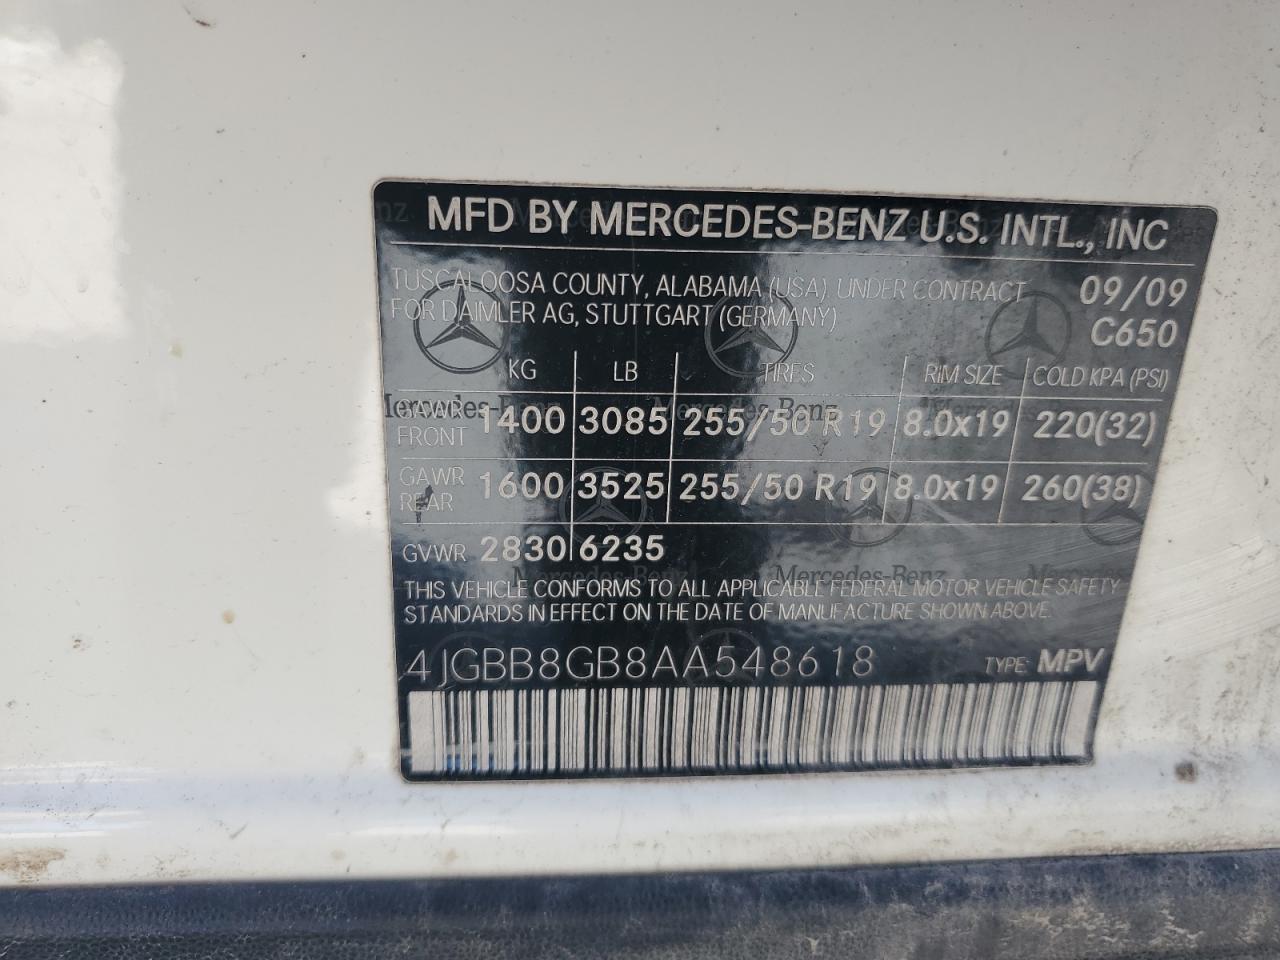 MFD BY MERCEDES-BENZ U.S. INTL., INC
TUSCALOOSA COUNTY, ALABAMA (USA) UNDER CONTRACT 09/09
FOR DAIMLER AG, STUTTGART (GERMANY) C650
KG LB TIRES RIM SIZE COLD KPA (PSI)
GAWR FRONT 1400 3085 255/50 R19 8.0x19 220(32)
GAWR REAR 1600 3525 255/50 R19 8.0x19 260(38)
GVWR 2830 6235
THIS VEHICLE CONFORMS TO ALL APPLICABLE FEDERAL MOTOR VEHICLE SAFETY
STANDARDS IN EFFECT ON THE DATE OF MANUFACTURE SHOWN ABOVE.
4JGBB8GB8AA548618 TYPE: MPV